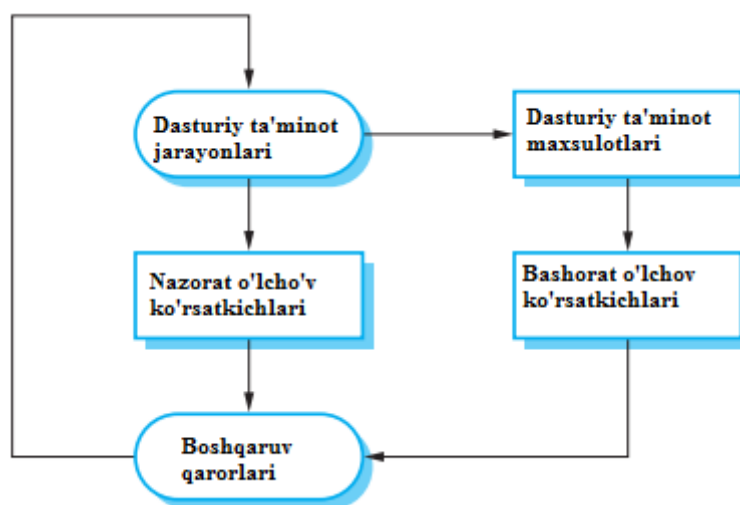 Dasturiy ta'minot
jarayonlari
Dasturiy ta'minot
maxsulotlari
Nazorat o'lcho'v
ko'rsatkichlari
Bashorat o'lchov
ko'rsatkichlari
Boshqaruv
qarorlari